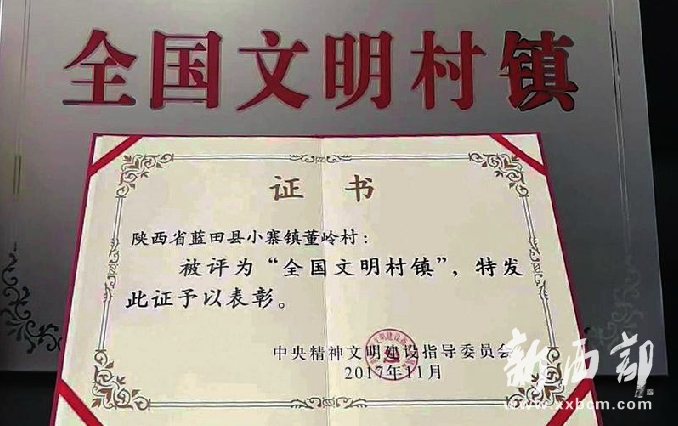 全国文明村镇
证书
陕西省蓝田县小寨镇董岭村：
被评为“全国文明村镇”，特发
此证予以表彰。
中央精神文明建设指导委员会
2017年11月
新西部
www.xxbcm.com